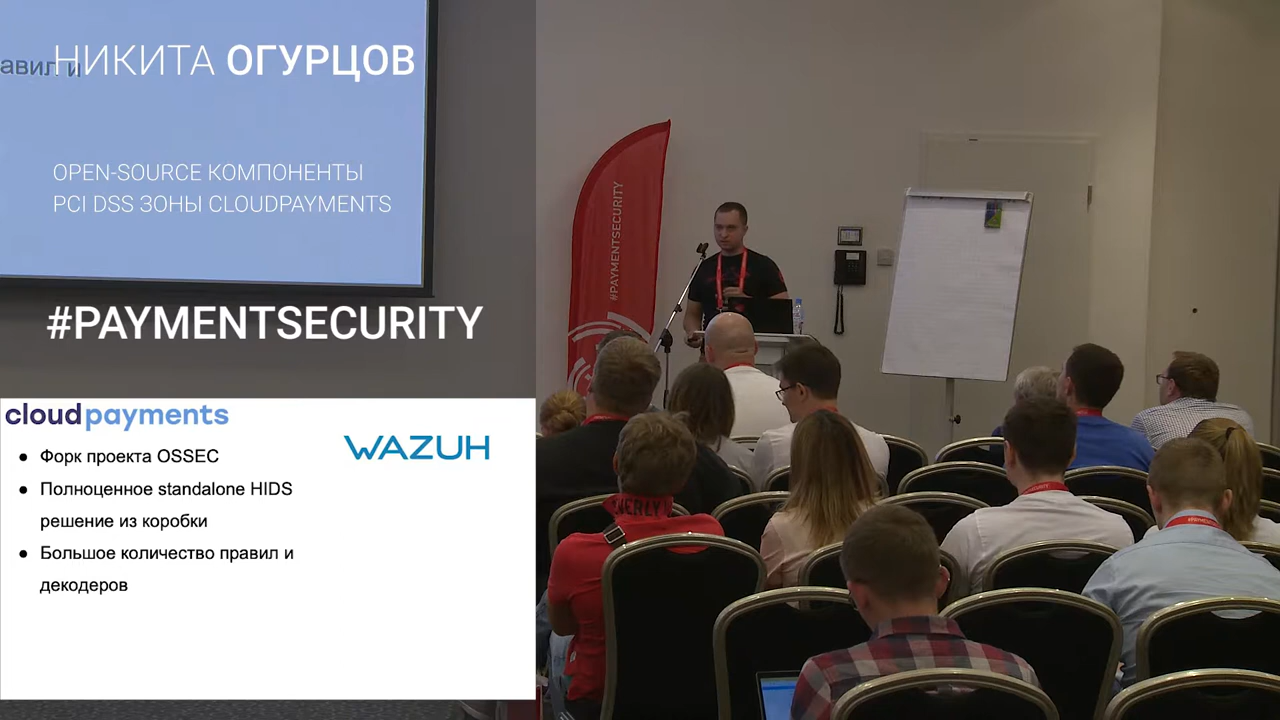 авил и
НИКИТА ОГУРЦОВ
OPEN-SOURCE КОМПОНЕНТЫ
PCI DSS ЗОНЫ CLOUDPAYMENTS
#PAYMENTSECURITY
cloudpayments
WAZUH
● Форк проекта OSSEC
● Полноценное standalone HIDS
решение из коробки
● Большое количество правил и
декодеров
#PAYMENTSECURITY